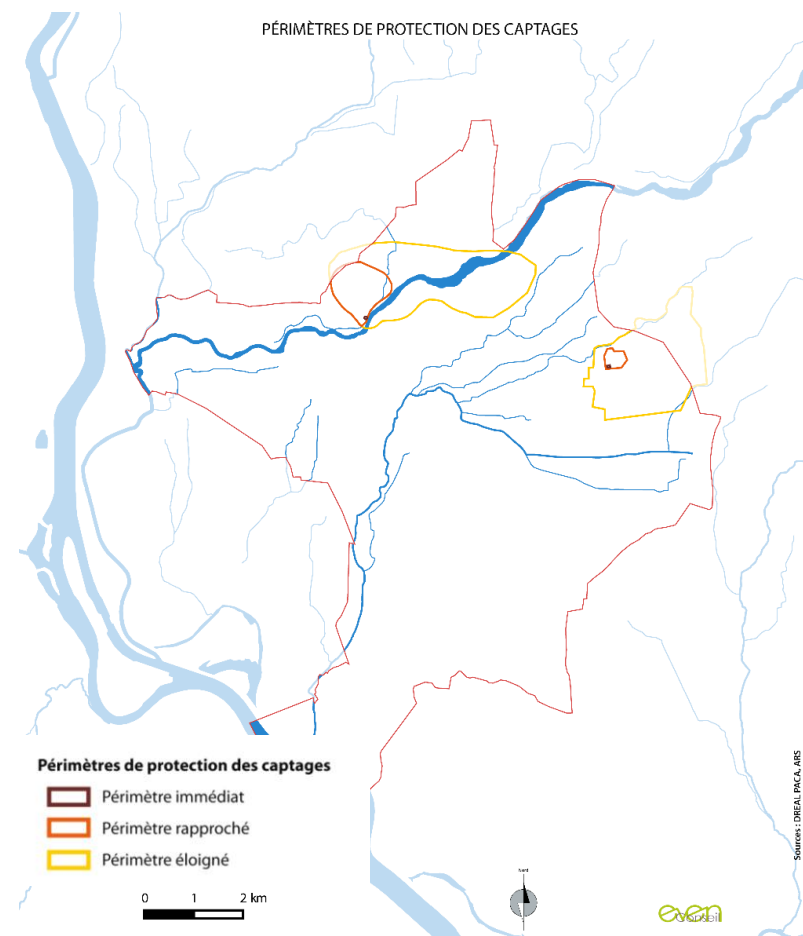 PÉRIMÈTRES DE PROTECTION DES CAPTAGES
Périmètres de protection des captages
Périmètre immédiat
Périmètre rapproché
Périmètre éloigné
0 1 2 km
Nord
even
Conseil
Sources : DREAL PACA, ARS